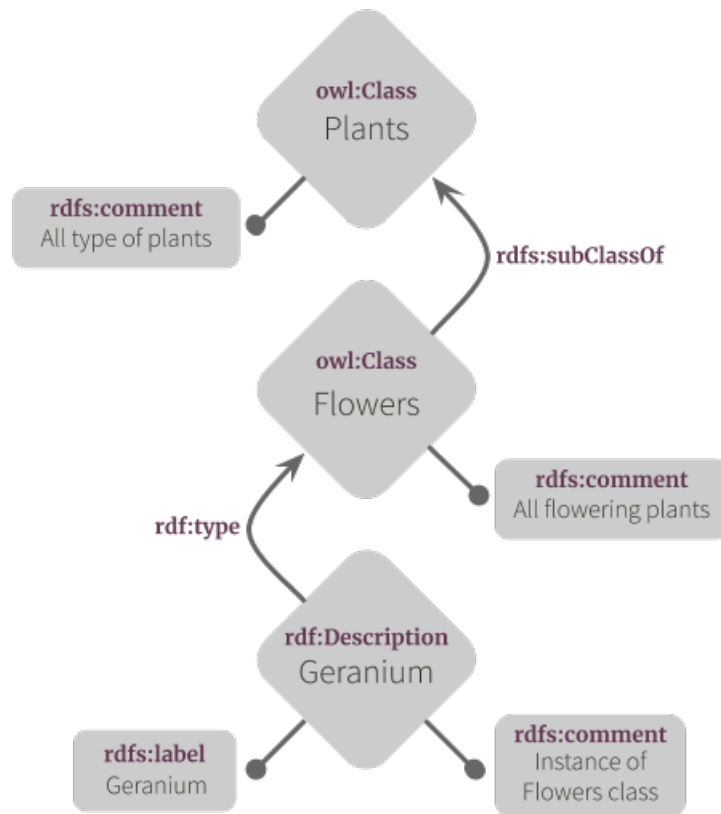 owl:Class
Plants
rdfs:comment
All type of plants
rdfs:subClassOf
owl:Class
Flowers
rdfs:comment
All flowering plants
rdf:type
rdf:Description
Geranium
rdfs:label
Geranium
rdfs:comment
Instance of
Flowers class